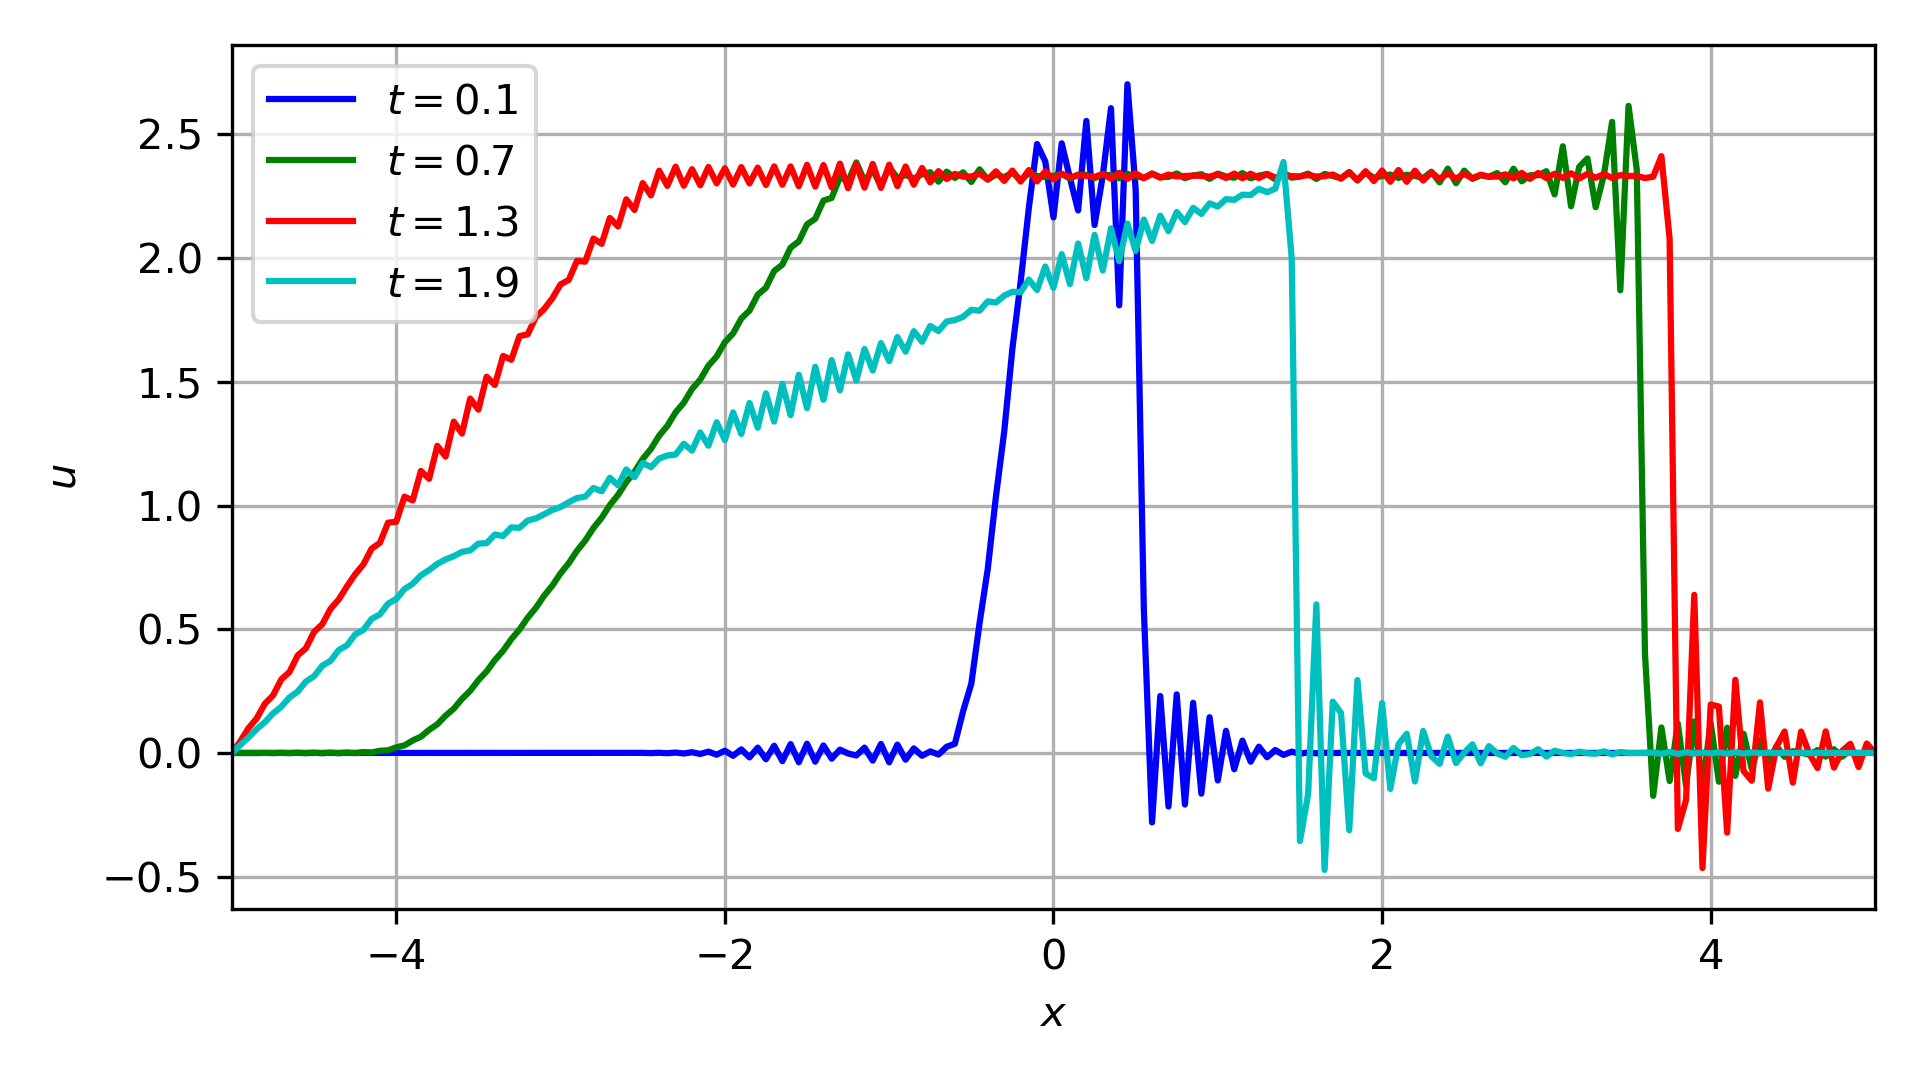 t = 0.1
t = 0.7
t = 1.3
t = 1.9
2.5
2.0
1.5
1.0
0.5
0.0
−0.5
u
−4 −2 0 2 4
x